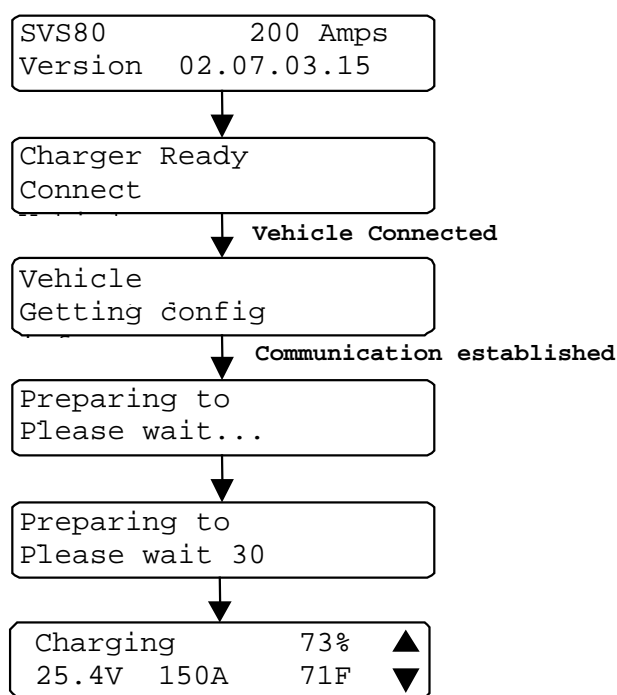 SVS80 200 Amps
Version 02.07.03.15
Charger Ready
Connect
Vehicle Connected
Vehicle
Getting config
Communication established
Preparing to
Please wait...
Preparing to
Please wait 30
Charging 73% ▲
25.4V 150A 71F ▼